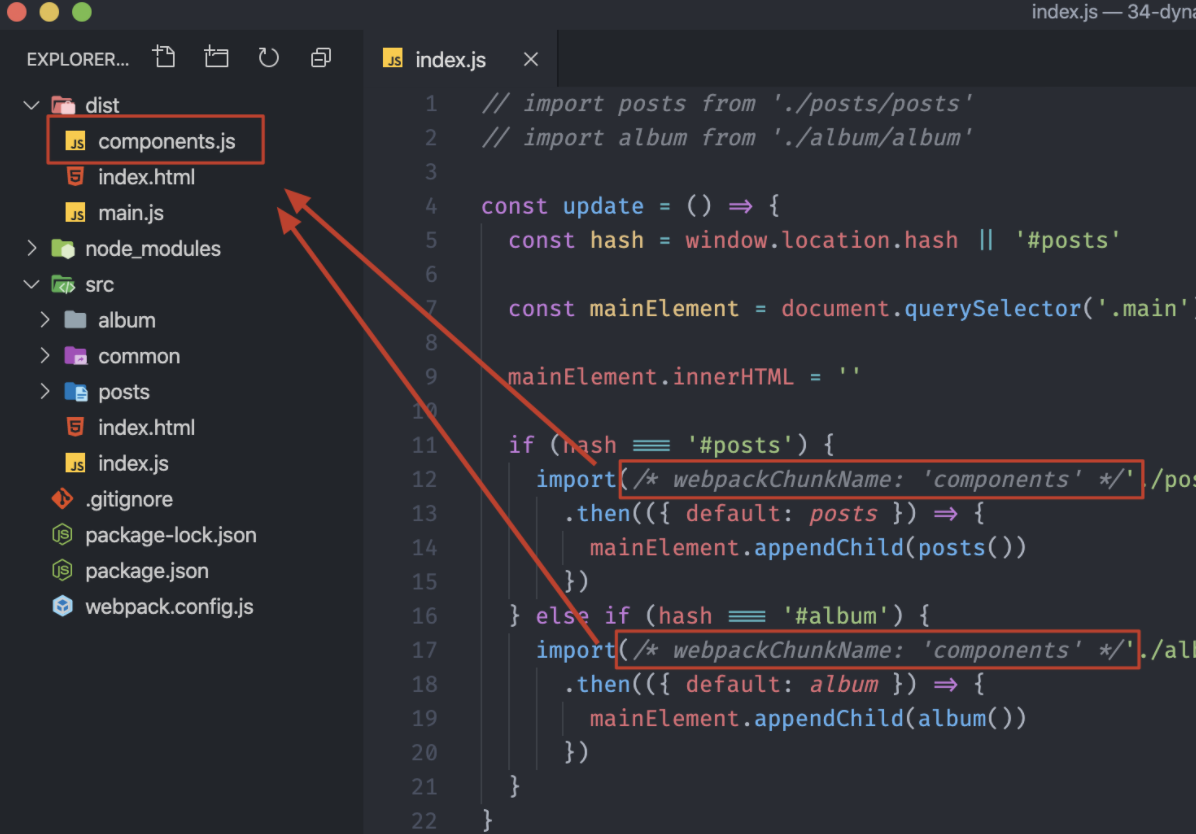 index.js — 34-dyna
EXPLORER...
index.js
dist
components.js
index.html
main.js
node_modules
src
album
common
posts
index.html
index.js
.gitignore
package-lock.json
package.json
webpack.config.js
1 // import posts from './posts/posts'
2 // import album from './album/album'
3
4 const update = () => {
5 const hash = window.location.hash || '#posts'
6
7 const mainElement = document.querySelector('.main')
8
9 mainElement.innerHTML = ''
10
11 if (hash === '#posts') {
12 import(/* webpackChunkName: 'components' */'./pos
13 .then(({ default: posts }) => {
14 mainElement.appendChild(posts())
15 })
16 } else if (hash === '#album') {
17 import(/* webpackChunkName: 'components' */'./alb
18 .then(({ default: album }) => {
19 mainElement.appendChild(album())
20 })
21 }
22 }